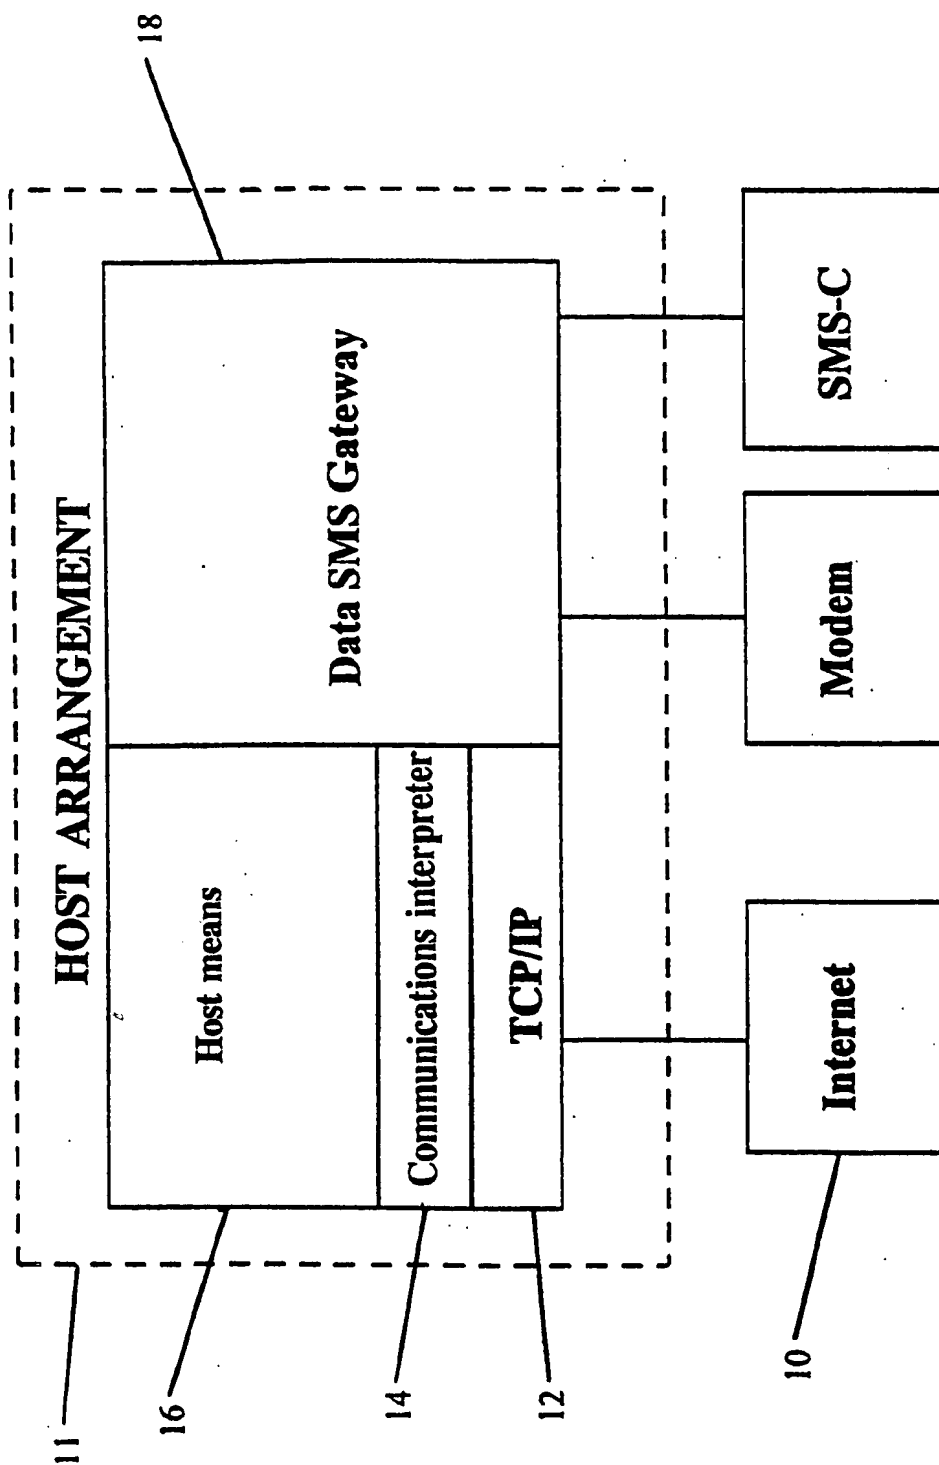 HOST ARRANGEMENT
11
16
Host means
14
Communications interpreter
12
TCP/IP
18
Data SMS Gateway
10
Internet
Modem
SMS-C